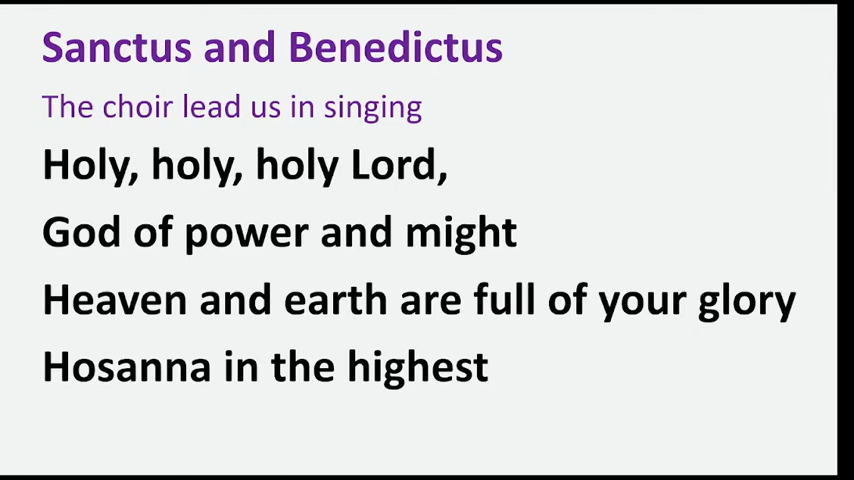 Sanctus and Benedictus
The choir lead us in singing
Holy, holy, holy Lord,
God of power and might
Heaven and earth are full of your glory
Hosanna in the highest